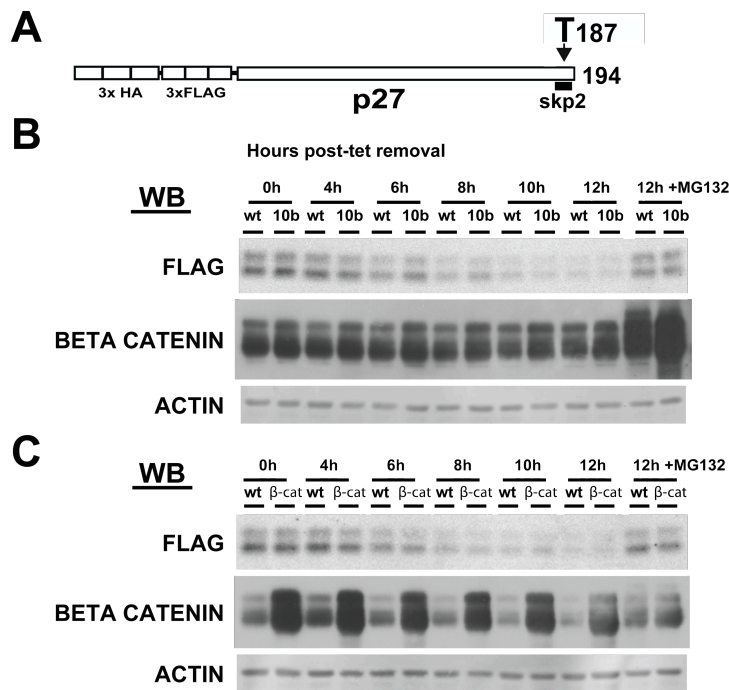 A
T187
194
3x HA 3xFLAG
p27
skp2
B
Hours post-tet removal
WB
0h 4h 6h 8h 10h 12h 12h +MG132
wt 10b wt 10b wt 10b wt 10b wt 10b wt 10b wt 10b
FLAG
BETA CATENIN
ACTIN
C
WB
0h 4h 6h 8h 10h 12h 12h +MG132
wt β-cat wt β-cat wt β-cat wt β-cat wt β-cat wt β-cat wt β-cat
FLAG
BETA CATENIN
ACTIN